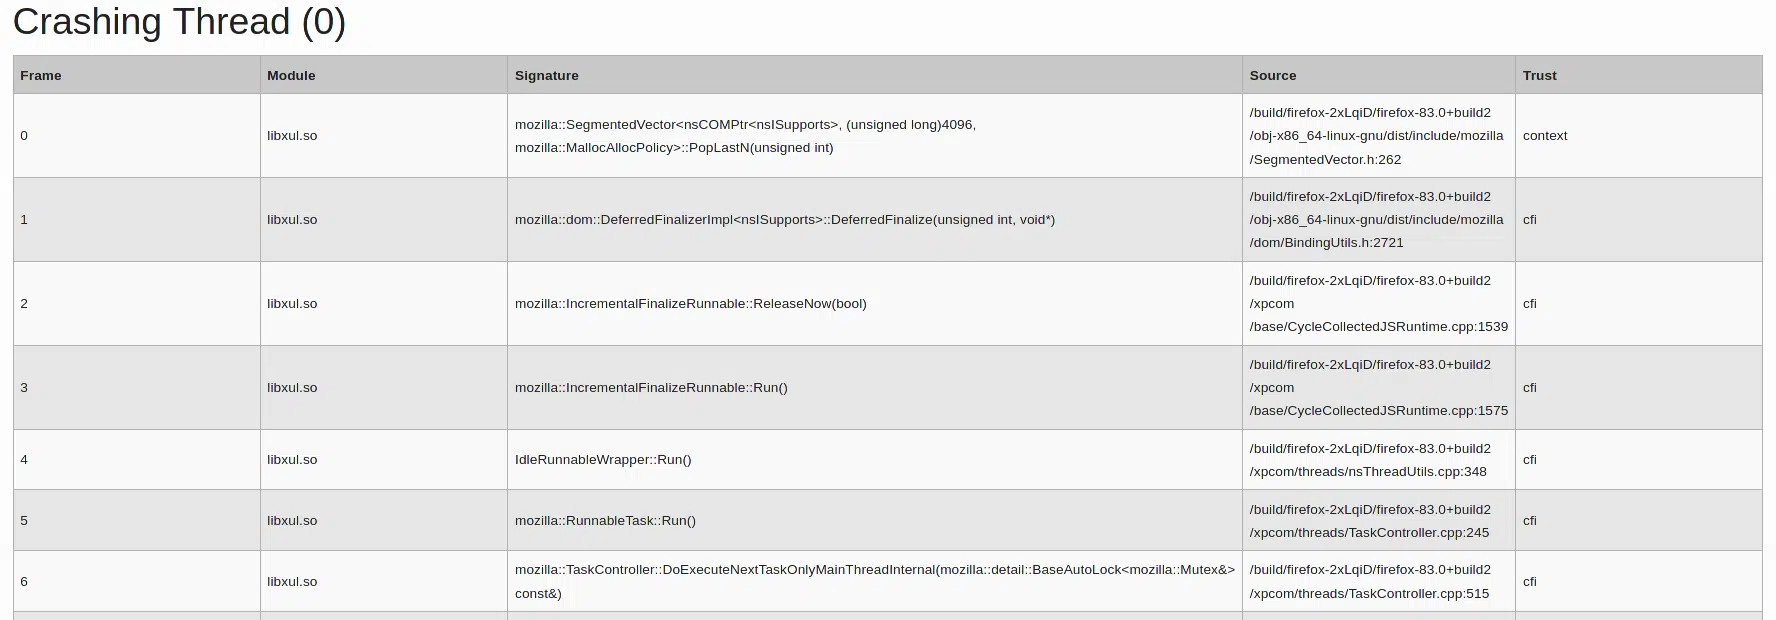 Crashing Thread (0)
Frame Module Signature Source Trust
0 libxul.so mozilla::SegmentedVector<nsCOMPtr<nsISupports>, (unsigned long)4096,
mozilla::MallocAllocPolicy>::PopLastN(unsigned int) /build/firefox-2xLqiD/firefox-83.0+build2
/obj-x86_64-linux-gnu/dist/include/mozilla
/SegmentedVector.h:262 context
1 libxul.so mozilla::dom::DeferredFinalizerImpl<nsISupports>::DeferredFinalize(unsigned int, void*) /build/firefox-2xLqiD/firefox-83.0+build2
/obj-x86_64-linux-gnu/dist/include/mozilla
/dom/BindingUtils.h:2721 cfi
2 libxul.so mozilla::IncrementalFinalizeRunnable::ReleaseNow(bool) /build/firefox-2xLqiD/firefox-83.0+build2
/xpcom
/base/CycleCollectedJSRuntime.cpp:1539 cfi
3 libxul.so mozilla::IncrementalFinalizeRunnable::Run() /build/firefox-2xLqiD/firefox-83.0+build2
/xpcom
/base/CycleCollectedJSRuntime.cpp:1575 cfi
4 libxul.so IdleRunnableWrapper::Run() /build/firefox-2xLqiD/firefox-83.0+build2
/xpcom/threads/nsThreadUtils.cpp:348 cfi
5 libxul.so mozilla::RunnableTask::Run() /build/firefox-2xLqiD/firefox-83.0+build2
/xpcom/threads/TaskController.cpp:245 cfi
6 libxul.so mozilla::TaskController::DoExecuteNextTaskOnlyMainThreadInternal(mozilla::detail::BaseAutoLock<mozilla::Mutex&>
const&) /build/firefox-2xLqiD/firefox-83.0+build2
/xpcom/threads/TaskController.cpp:515 cfi